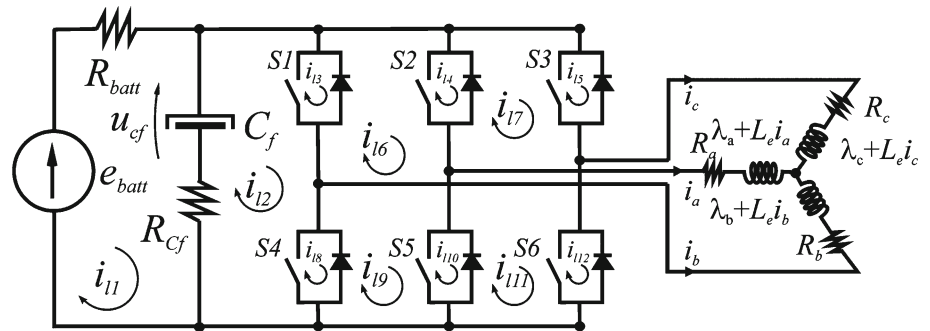 R_batt
u_cf
C_f
e_batt
R_Cf
i_l1
i_l2
S1
i_l3
S2
i_l4
S3
i_l5
i_l6
i_l7
S4
i_l8
i_l9
S5
i_l10
i_l11
S6
i_l12
i_c
R_c
λ_a+L_e i_a
R_a
λ_c+L_e i_c
i_a
λ_b+L_e i_b
R_b
i_b